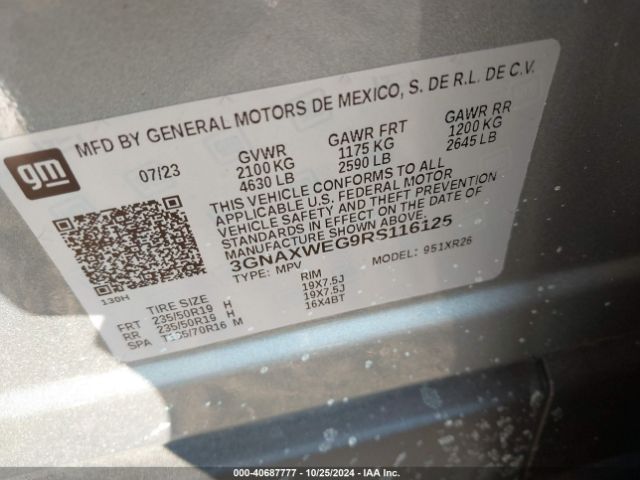 gm
MFD BY GENERAL MOTORS DE MEXICO, S. DE R.L. DE C.V.
07/23
GVWR
2100 KG
4630 LB
GAWR FRT
1175 KG
2590 LB
GAWR RR
1200 KG
2645 LB
THIS VEHICLE CONFORMS TO ALL
APPLICABLE U.S. FEDERAL MOTOR
VEHICLE SAFETY AND THEFT PREVENTION
STANDARDS IN EFFECT ON THE DATE OF
MANUFACTURE SHOWN ABOVE.
3GNAXWEG9RS116125
TYPE: MPV
MODEL: 951XR26
130H
TIRE SIZE RIM
FRT 235/50R19 H 19X7.5J
RR 235/50R19 H 19X7.5J
SPA T135/70R16 M 16X4BT
000-40687777 - 10/25/2024 - IAA Inc.